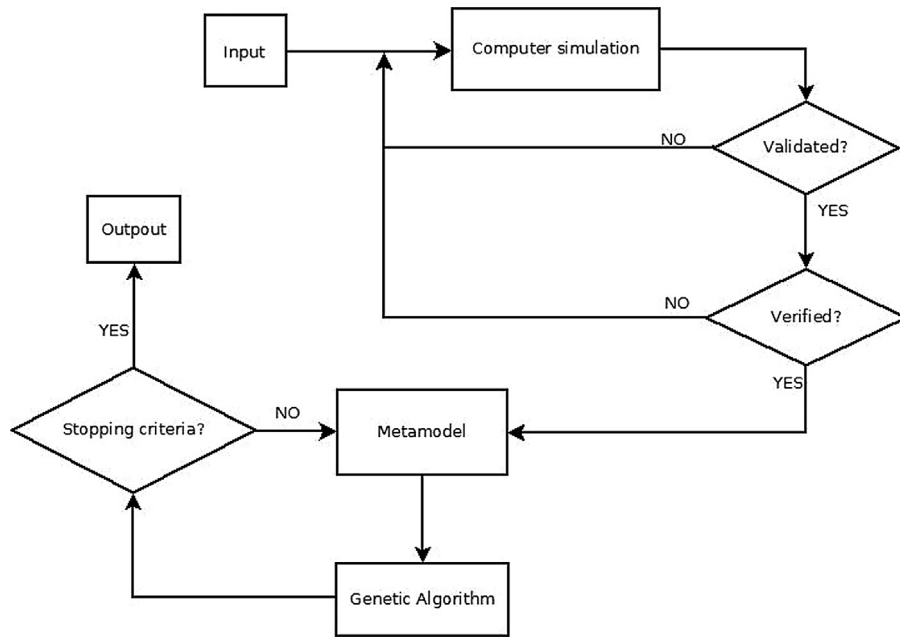 Input
Computer simulation
NO
Validated?
YES
Outpout
NO
Verified?
YES
YES
NO
Stopping criteria?
Metamodel
Genetic Algorithm